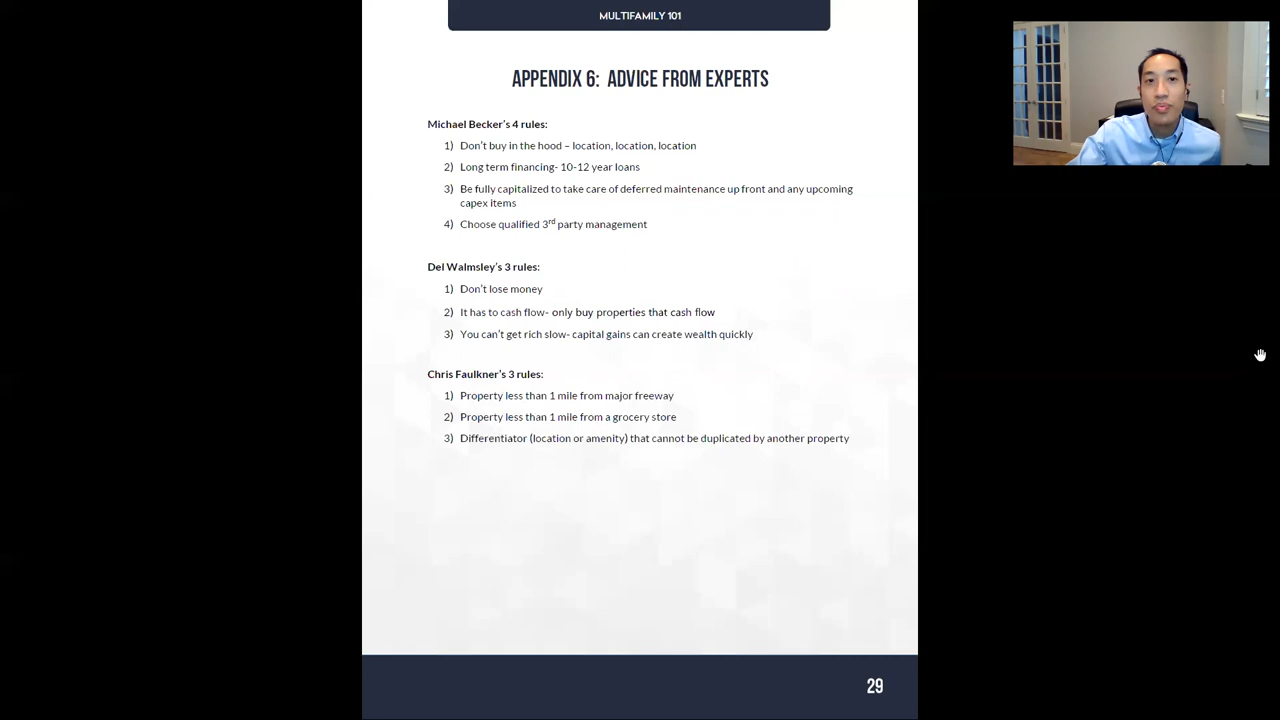 MULTIFAMILY 101
APPENDIX 6: ADVICE FROM EXPERTS
Michael Becker's 4 rules:
1) Don't buy in the hood – location, location, location
2) Long term financing- 10-12 year loans
3) Be fully capitalized to take care of deferred maintenance up front and any upcoming
capex items
4) Choose qualified 3rd party management
Del Walmsley's 3 rules:
1) Don't lose money
2) It has to cash flow- only buy properties that cash flow
3) You can't get rich slow- capital gains can create wealth quickly
Chris Faulkner's 3 rules:
1) Property less than 1 mile from major freeway
2) Property less than 1 mile from a grocery store
3) Differentiator (location or amenity) that cannot be duplicated by another property
29